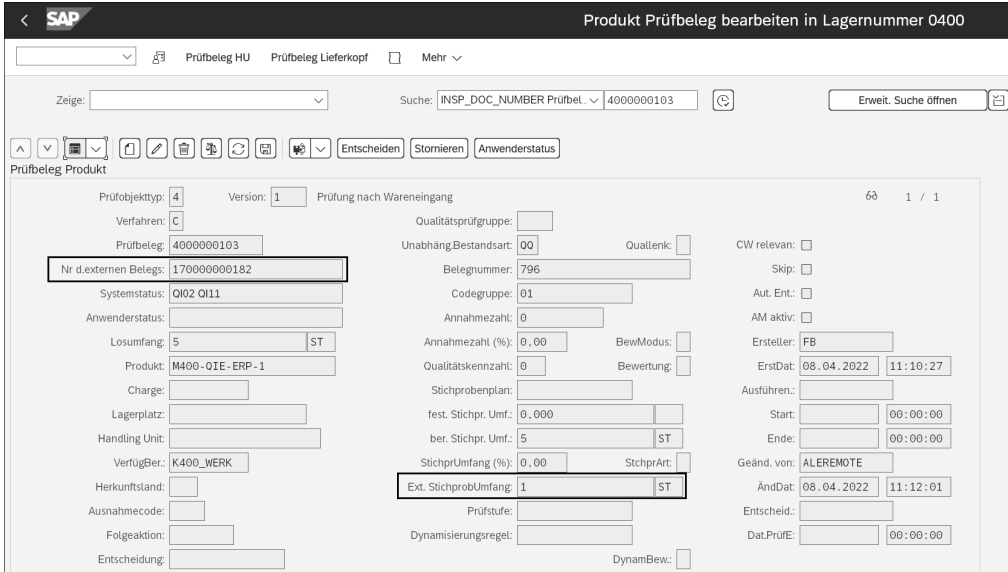 SAP
Produkt Prüfbeleg bearbeiten in Lagernummer 0400
Prüfbeleg HU Prüfbeleg Lieferkopf Mehr
Zeige: Suche: INSP_DOC_NUMBER Prüfbel... 4000000103 Erweit. Suche öffnen
Entscheiden Stornieren Anwenderstatus
Prüfbeleg Produkt
Prüfobjekttyp: 4 Version: 1 Prüfung nach Wareneingang 1 / 1
Verfahren: C Qualitätsprüfgruppe:
Prüfbeleg: 4000000103 Unabhäng.Bestandsart: QQ Quallenk: CW relevan:
Nr d.externen Belegs: 170000000182 Belegnummer: 796 Skip:
Systemstatus: QI02 QI11 Codegruppe: 01 Aut. Ent.:
Anwenderstatus: Annahmezahl: 0 AM aktiv:
Losumfang: 5 ST Annahmezahl (%): 0,00 BewModus: Ersteller: FB
Produkt: M400-QIE-ERP-1 Qualitätskennzahl: 0 Bewertung: ErstDat: 08.04.2022 11:10:27
Charge: Stichprobenplan: Ausführen.:
Lagerplatz: fest. Stichpr. Umf.: 0,000 Start: 00:00:00
Handling Unit: ber. Stichpr. Umf.: 5 ST Ende: 00:00:00
VerfügBer.: K400_WERK StichprUmfang (%): 0,00 StchprArt: Geänd. von: ALEREMOTE
Herkunftsland: Ext. StichprobUmfang: 1 ST ÄndDat: 08.04.2022 11:12:01
Ausnahmecode: Prüfstufe: Entscheid.:
Folgeaktion: Dynamisierungsregel: Dat.PrüfE: 00:00:00
Entscheidung: DynamBew.: